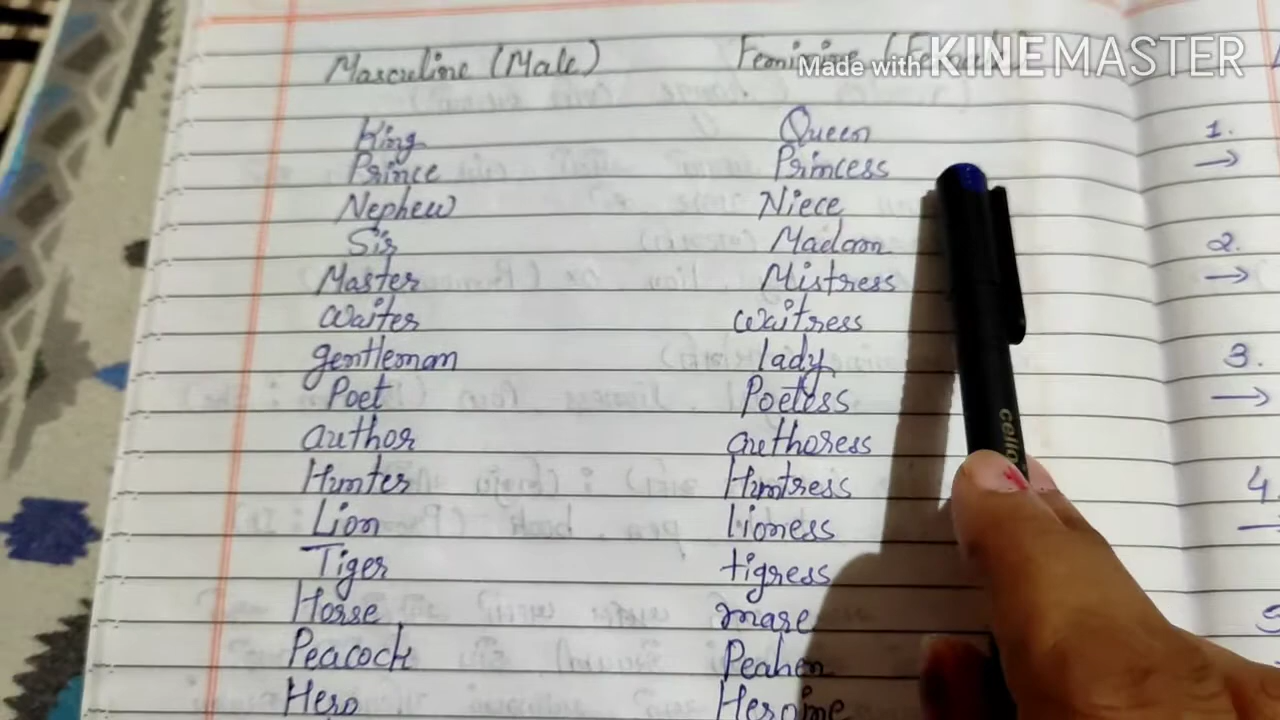 Masculine (Male) Feminine
Made with KINEMASTER
King Queen 1.
Prince Princess →
Nephew Niece
Sir Madam 2.
Master Mistress →
Waiter Waitress
gentleman lady 3.
Poet Poetess →
author authoress
Hunter Huntress 4
Lion lioness
Tiger tigress
Horse mare
Peacock Peahen
Hero Heroine
cello